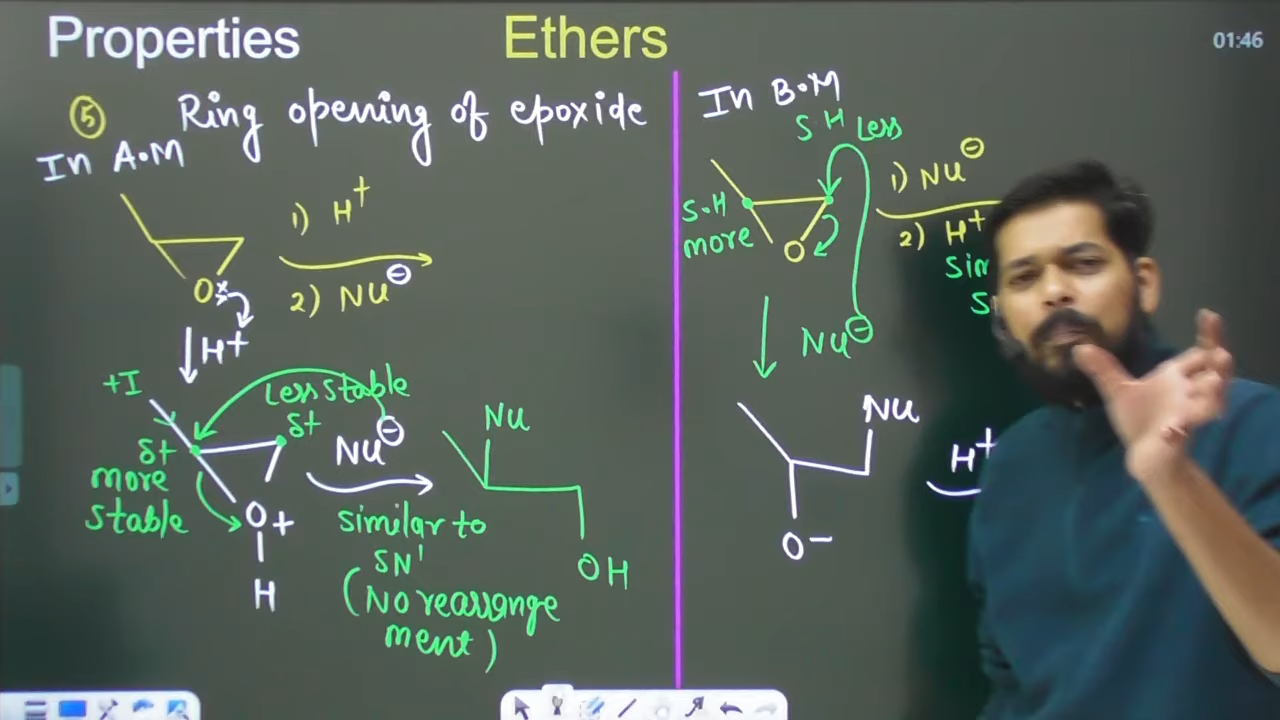 Properties
Ethers
01:46
⑤ Ring opening of epoxide
In A.M
1) H+
2) Nu⊖
O
H+
+I
Less stable
δ+
δ+
more
stable
Nu⊖
O+
H
similar to
SN1
(No rearrange
ment)
Nu
OH
In B.M
SH Less
S.H
more
O
1) Nu⊖
2) H+
Nu⊖
Nu
O-
H+